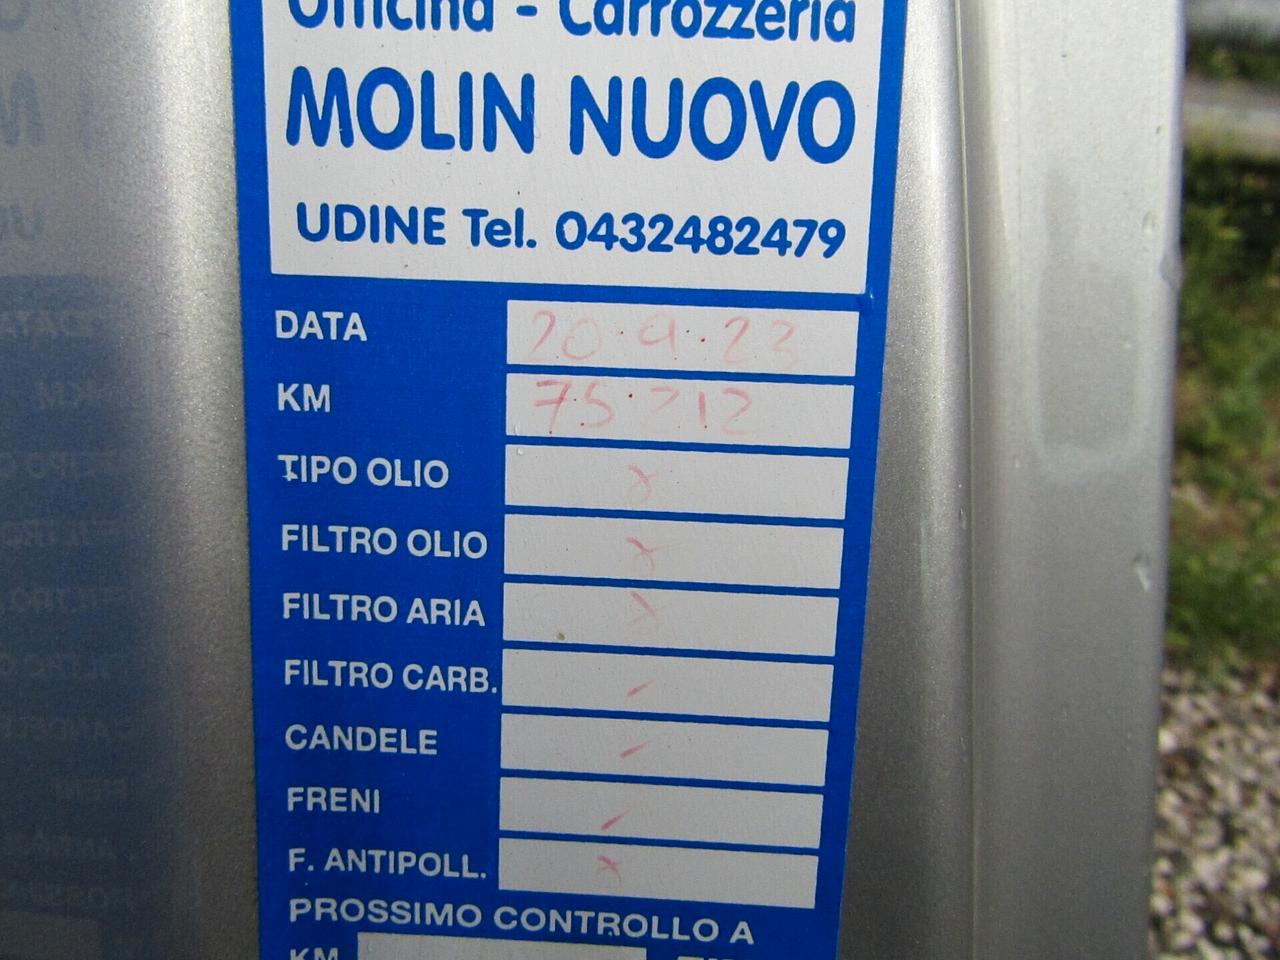 Officina - Carrozzeria
MOLIN NUOVO
UDINE Tel. 0432482479
DATA 20.9.23
KM 75.212
TIPO OLIO x
FILTRO OLIO x
FILTRO ARIA x
FILTRO CARB. /
CANDELE /
FRENI /
F. ANTIPOLL. x
PROSSIMO CONTROLLO A
KM